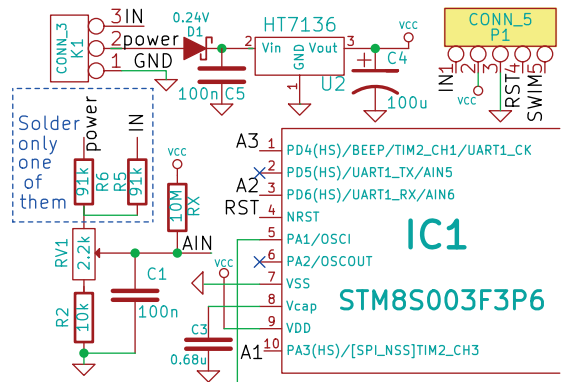 3 IN
2 power
1 GND
CONN_3
K1
0.24V
D1
100n C5
HT7136
2 Vin Vout 3
GND
1
U2
VCC
C4
100u
CONN_5
P1
1 2 3 4 5
IN1
VCC
RST
SWIM
Solder
only
one
of
them
power
IN
91k R6
91k R5
VCC
10M RX
AIN
RV1 2.2k
R2 10k
C1
100n
VCC
C3
0.68u
A3 1 PD4(HS)/BEEP/TIM2_CH1/UART1_CK
2 PD5(HS)/UART1_TX/AIN5
A2 3 PD6(HS)/UART1_RX/AIN6
RST 4 NRST
5 PA1/OSCI
6 PA2/OSCOUT
7 VSS
8 Vcap
9 VDD
A1 10 PA3(HS)/[SPI_NSS]TIM2_CH3
IC1
STM8S003F3P6